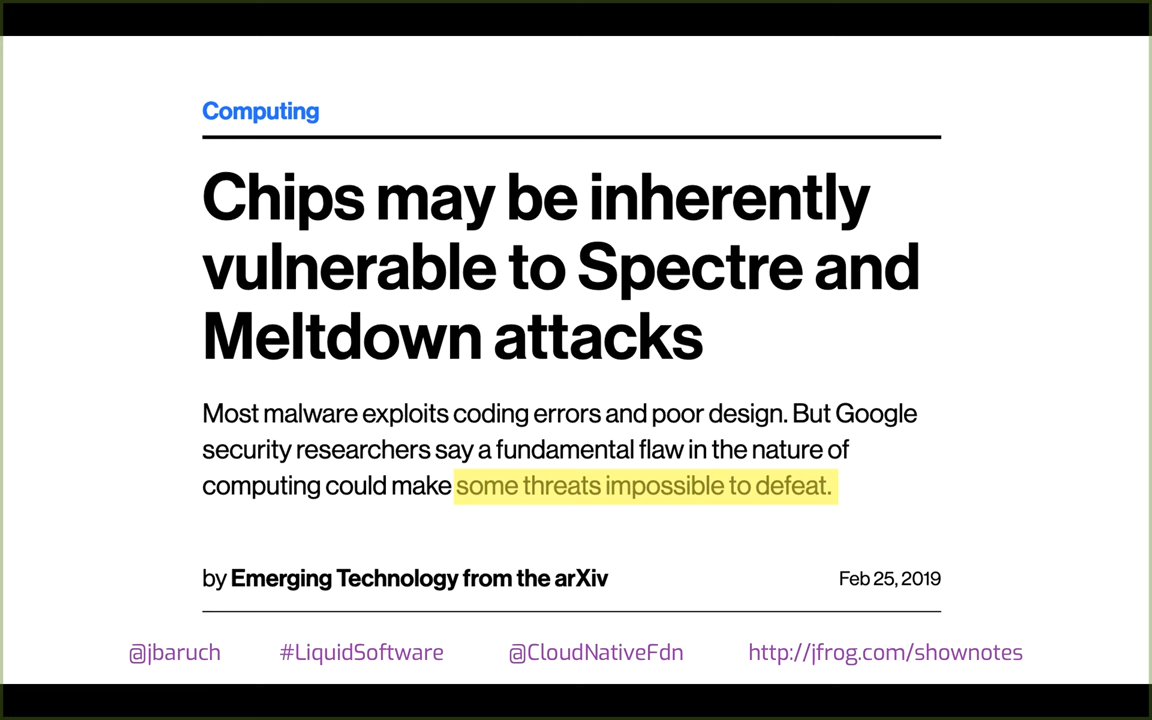 Computing
Chips may be inherently
vulnerable to Spectre and
Meltdown attacks
Most malware exploits coding errors and poor design. But Google
security researchers say a fundamental flaw in the nature of
computing could make some threats impossible to defeat.
by Emerging Technology from the arXiv Feb 25, 2019
@jbaruch #LiquidSoftware @CloudNativeFdn http://jfrog.com/shownotes